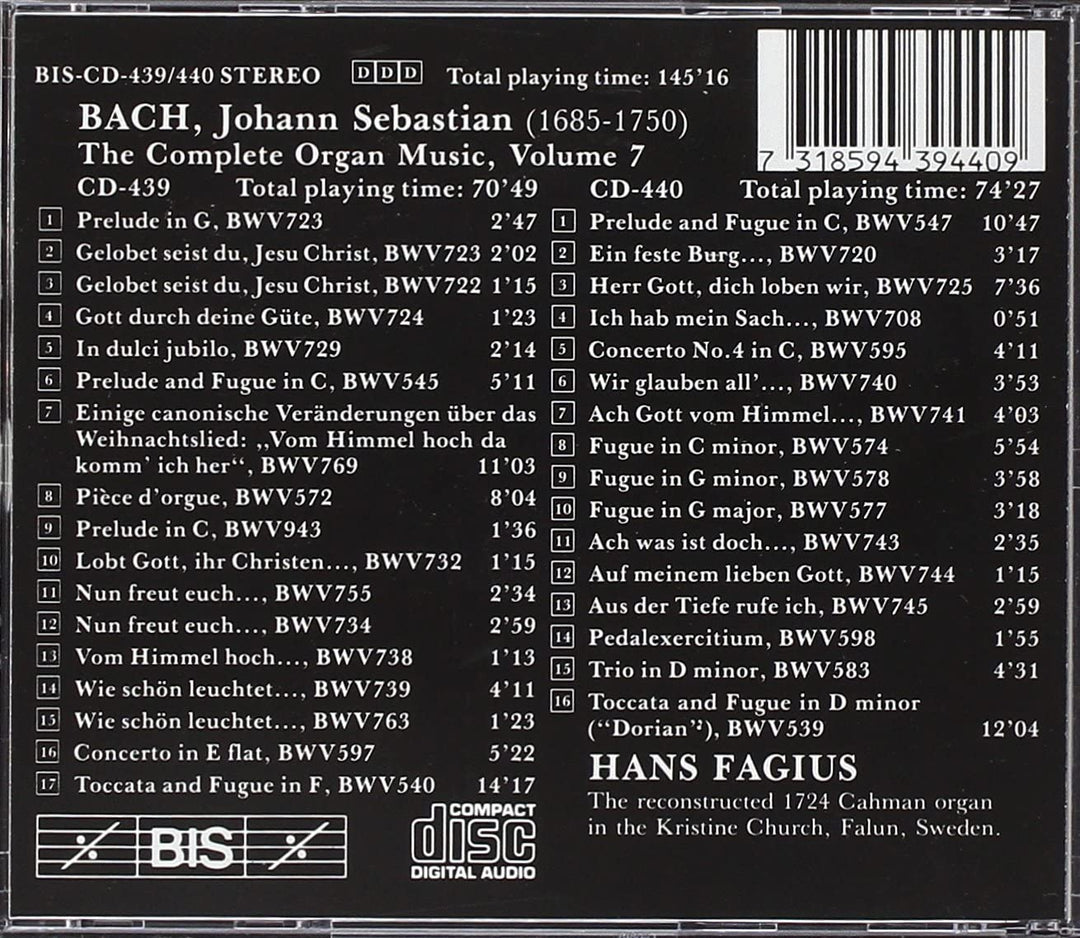 BIS-CD-439/440 STEREO DDD Total playing time: 145'16
BACH, Johann Sebastian (1685-1750)
The Complete Organ Music, Volume 7
7 318594 394409
CD-439 Total playing time: 70'49
1 Prelude in G, BWV723 2'47
2 Gelobet seist du, Jesu Christ, BWV723 2'02
3 Gelobet seist du, Jesu Christ, BWV722 1'15
4 Gott durch deine Güte, BWV724 1'23
5 In dulci jubilo, BWV729 2'14
6 Prelude and Fugue in C, BWV545 5'11
7 Einige canonische Veränderungen über das
Weihnachtslied: „Vom Himmel hoch da
komm' ich her“, BWV769 11'03
8 Pièce d'orgue, BWV572 8'04
9 Prelude in C, BWV943 1'36
10 Lobt Gott, ihr Christen..., BWV732 1'15
11 Nun freut euch..., BWV755 2'34
12 Nun freut euch..., BWV734 2'59
13 Vom Himmel hoch..., BWV738 1'13
14 Wie schön leuchtet..., BWV739 4'11
15 Wie schön leuchtet..., BWV763 1'23
16 Concerto in E flat, BWV597 5'22
17 Toccata and Fugue in F, BWV540 14'17
CD-440 Total playing time: 74'27
1 Prelude and Fugue in C, BWV547 10'47
2 Ein feste Burg..., BWV720 3'17
3 Herr Gott, dich loben wir, BWV725 7'36
4 Ich hab mein Sach..., BWV708 0'51
5 Concerto No.4 in C, BWV595 4'11
6 Wir glauben all'..., BWV740 3'53
7 Ach Gott vom Himmel..., BWV741 4'03
8 Fugue in C minor, BWV574 5'54
9 Fugue in G minor, BWV578 3'58
10 Fugue in G major, BWV577 3'18
11 Ach was ist doch..., BWV743 2'35
12 Auf meinem lieben Gott, BWV744 1'15
13 Aus der Tiefe rufe ich, BWV745 2'59
14 Pedalexercitium, BWV598 1'55
15 Trio in D minor, BWV583 4'31
16 Toccata and Fugue in D minor
(“Dorian”), BWV539 12'04
HANS FAGIUS
The reconstructed 1724 Cahman organ
in the Kristine Church, Falun, Sweden.
BIS
COMPACT
disc
DIGITAL AUDIO